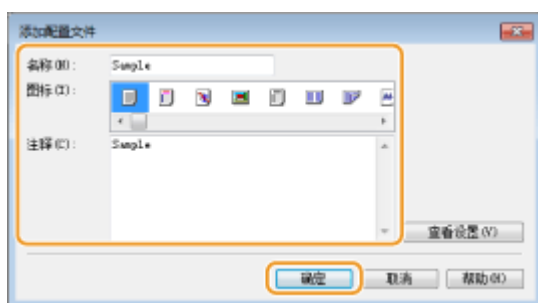 添加配置文件
名称(N):
Sample
图标(I):
注释(C):
Sample
查看设置(V)
确定
取消
帮助(H)